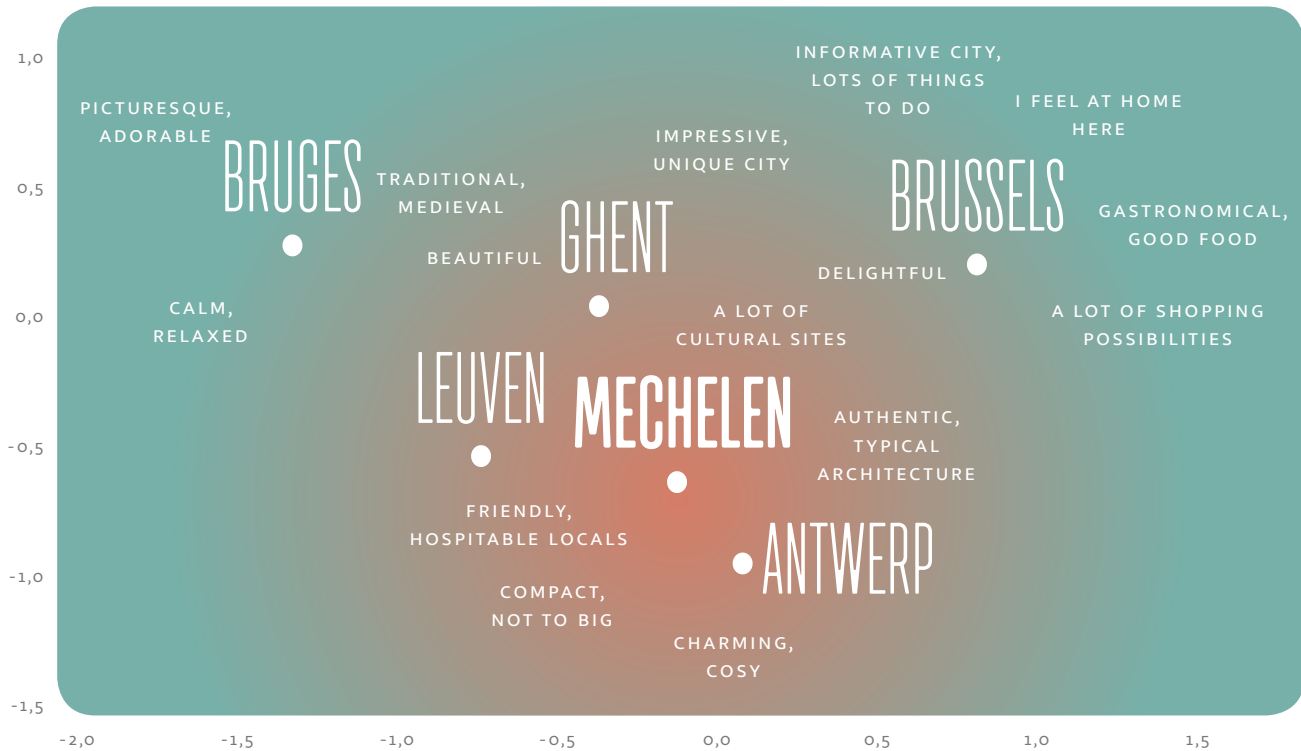 1,0
0,5
0,0
-0,5
-1,0
-1,5
INFORMATIVE CITY,
LOTS OF THINGS
TO DO
I FEEL AT HOME
HERE
PICTURESQUE,
ADORABLE
BRUGES
IMPRESSIVE,
UNIQUE CITY
TRADITIONAL,
MEDIEVAL
BRUSSELS
GHENT
GASTRONOMICAL,
GOOD FOOD
BEAUTIFUL
DELIGHTFUL
CALM,
RELAXED
A LOT OF
CULTURAL SITES
A LOT OF SHOPPING
POSSIBILITIES
LEUVEN
MECHELEN
AUTHENTIC,
TYPICAL
ARCHITECTURE
FRIENDLY,
HOSPITABLE LOCALS
ANTWERP
COMPACT,
NOT TO BIG
CHARMING,
COSY
-2,0 -1,5 -1,0 -0,5 0,0 0,5 1,0 1,5